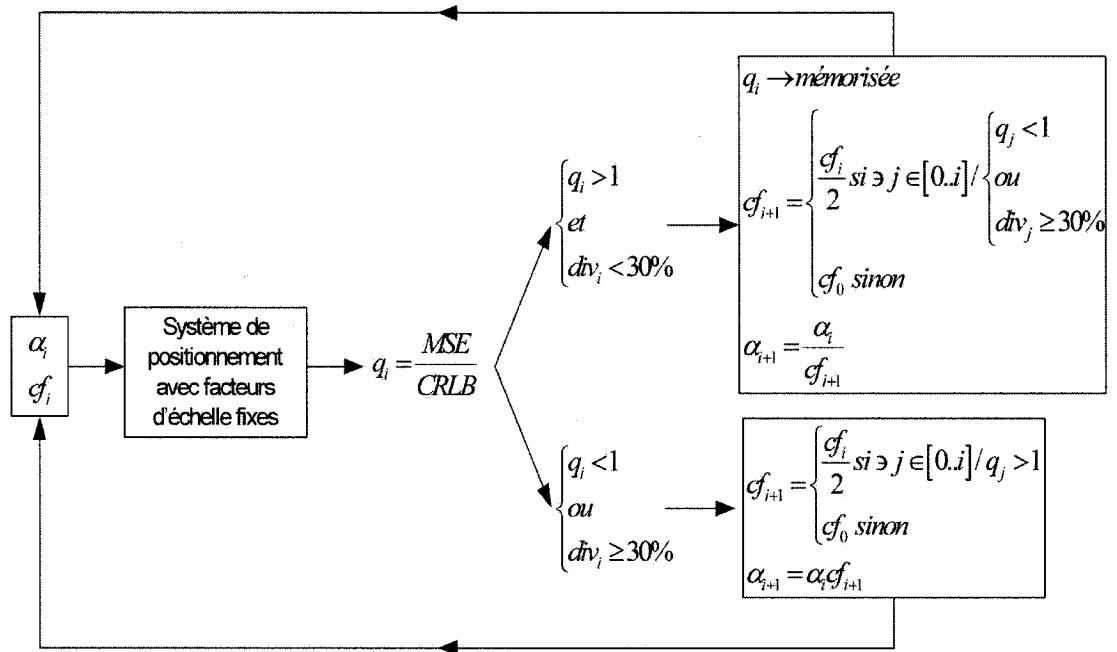 α_i
cf_i
Système de
positionnement
avec facteurs
d'échelle fixes
q_i = MSE / CRLB
{ q_i > 1
et
div_i < 30%
q_i → mémorisée
cf_{i+1} = { cf_i / 2 si ∋ j ∈ [0..i] / { q_j < 1
ou
div_j ≥ 30%
cf_0 sinon
α_{i+1} = α_i / cf_{i+1}
{ q_i < 1
ou
div_i ≥ 30%
cf_{i+1} = { cf_i / 2 si ∋ j ∈ [0..i] / q_j > 1
cf_0 sinon
α_{i+1} = α_i cf_{i+1}